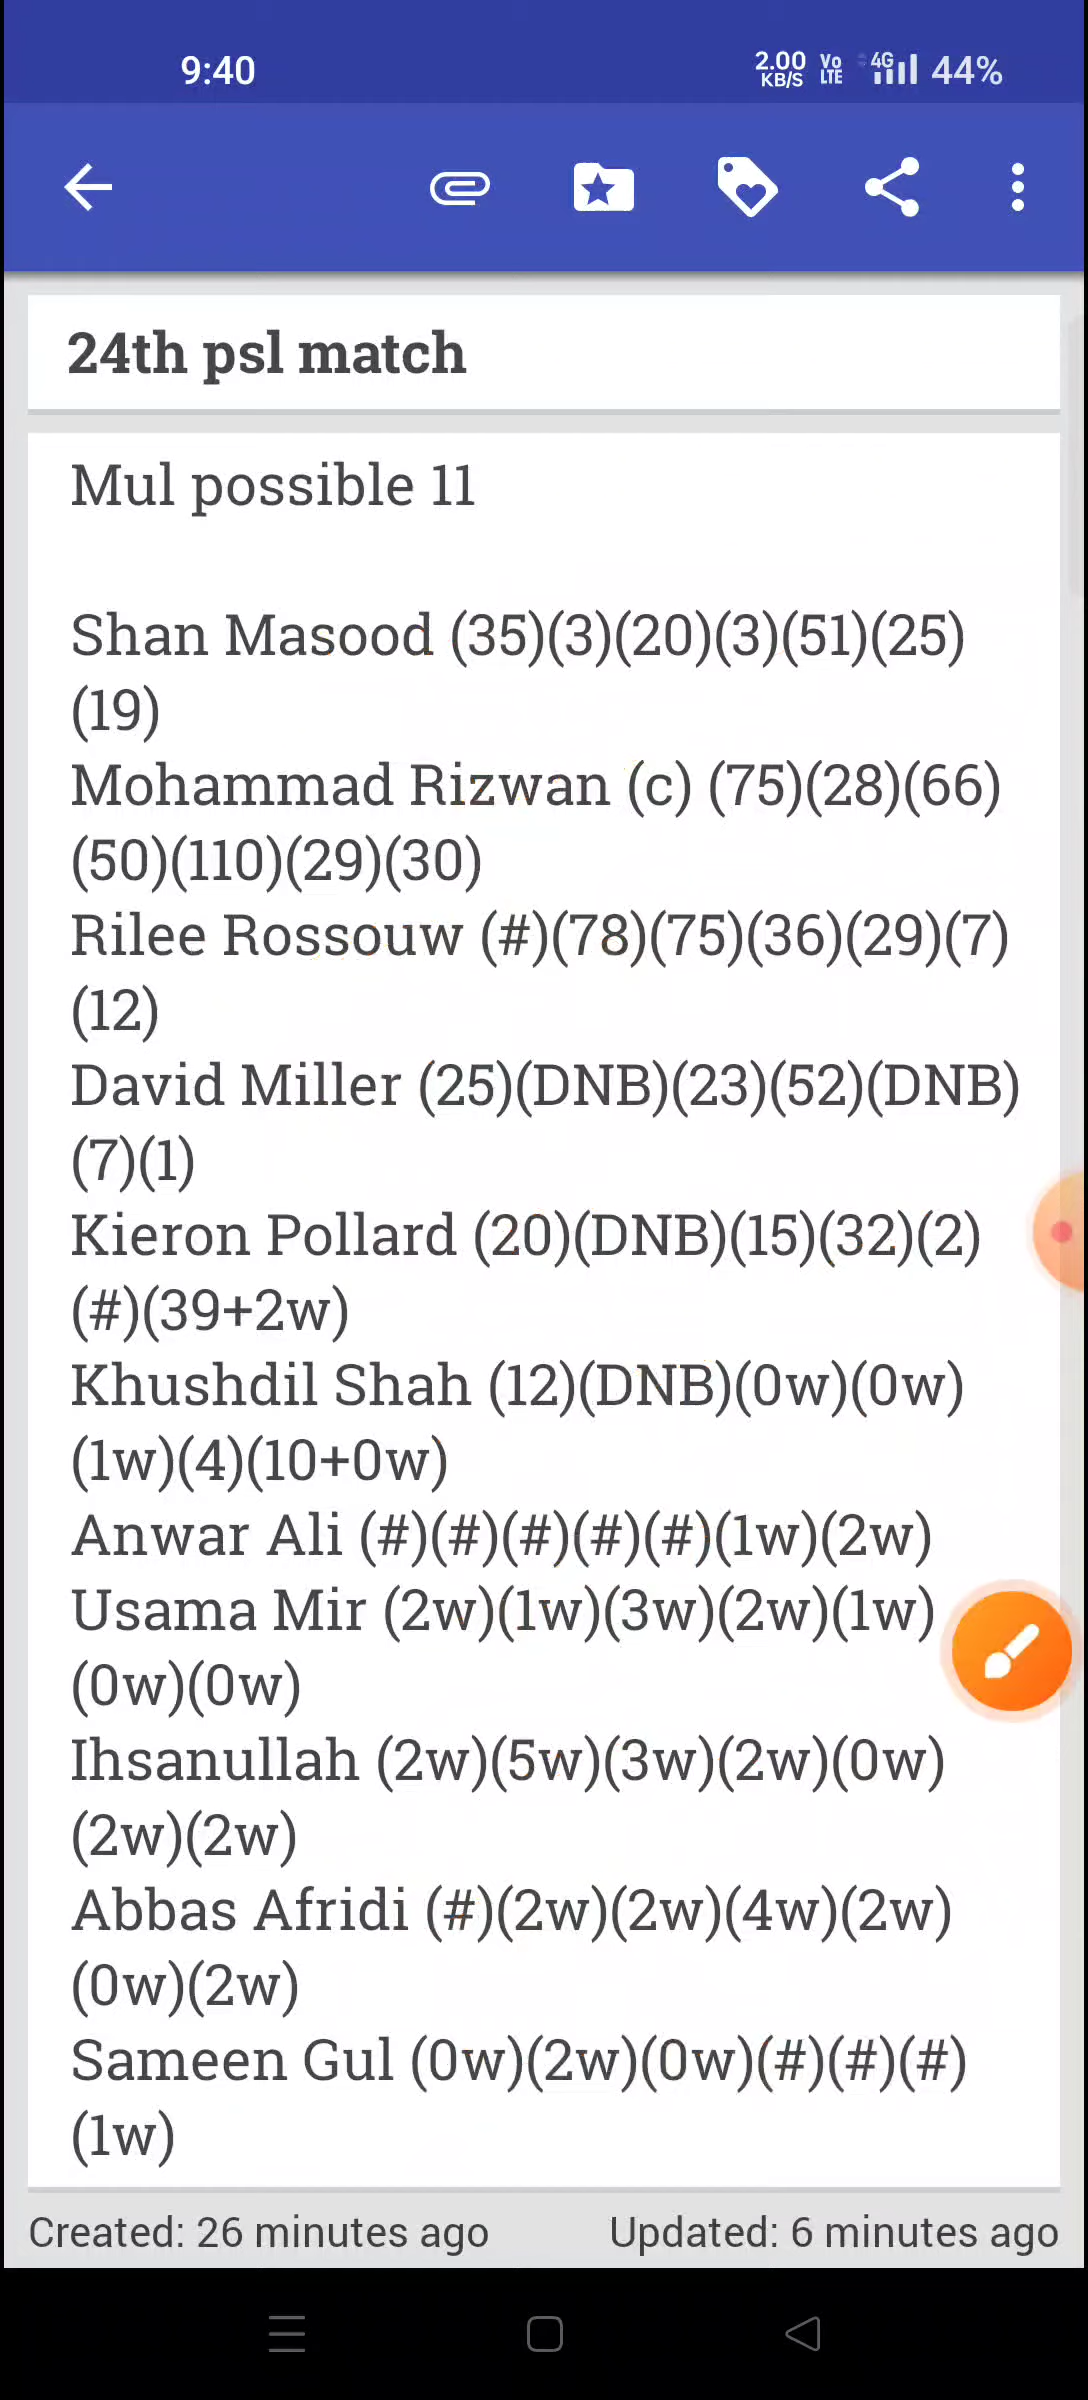 9:40
2.00 KB/S Vo LTE 4G 44%
24th psl match
Mul possible 11
Shan Masood (35)(3)(20)(3)(51)(25)
(19)
Mohammad Rizwan (c) (75)(28)(66)
(50)(110)(29)(30)
Rilee Rossouw (#)(78)(75)(36)(29)(7)
(12)
David Miller (25)(DNB)(23)(52)(DNB)
(7)(1)
Kieron Pollard (20)(DNB)(15)(32)(2)
(#)(39+2w)
Khushdil Shah (12)(DNB)(0w)(0w)
(1w)(4)(10+0w)
Anwar Ali (#)(#)(#)(#)(#)(1w)(2w)
Usama Mir (2w)(1w)(3w)(2w)(1w)
(0w)(0w)
Ihsanullah (2w)(5w)(3w)(2w)(0w)
(2w)(2w)
Abbas Afridi (#)(2w)(2w)(4w)(2w)
(0w)(2w)
Sameen Gul (0w)(2w)(0w)(#)(#)(#)
(1w)
Created: 26 minutes ago
Updated: 6 minutes ago